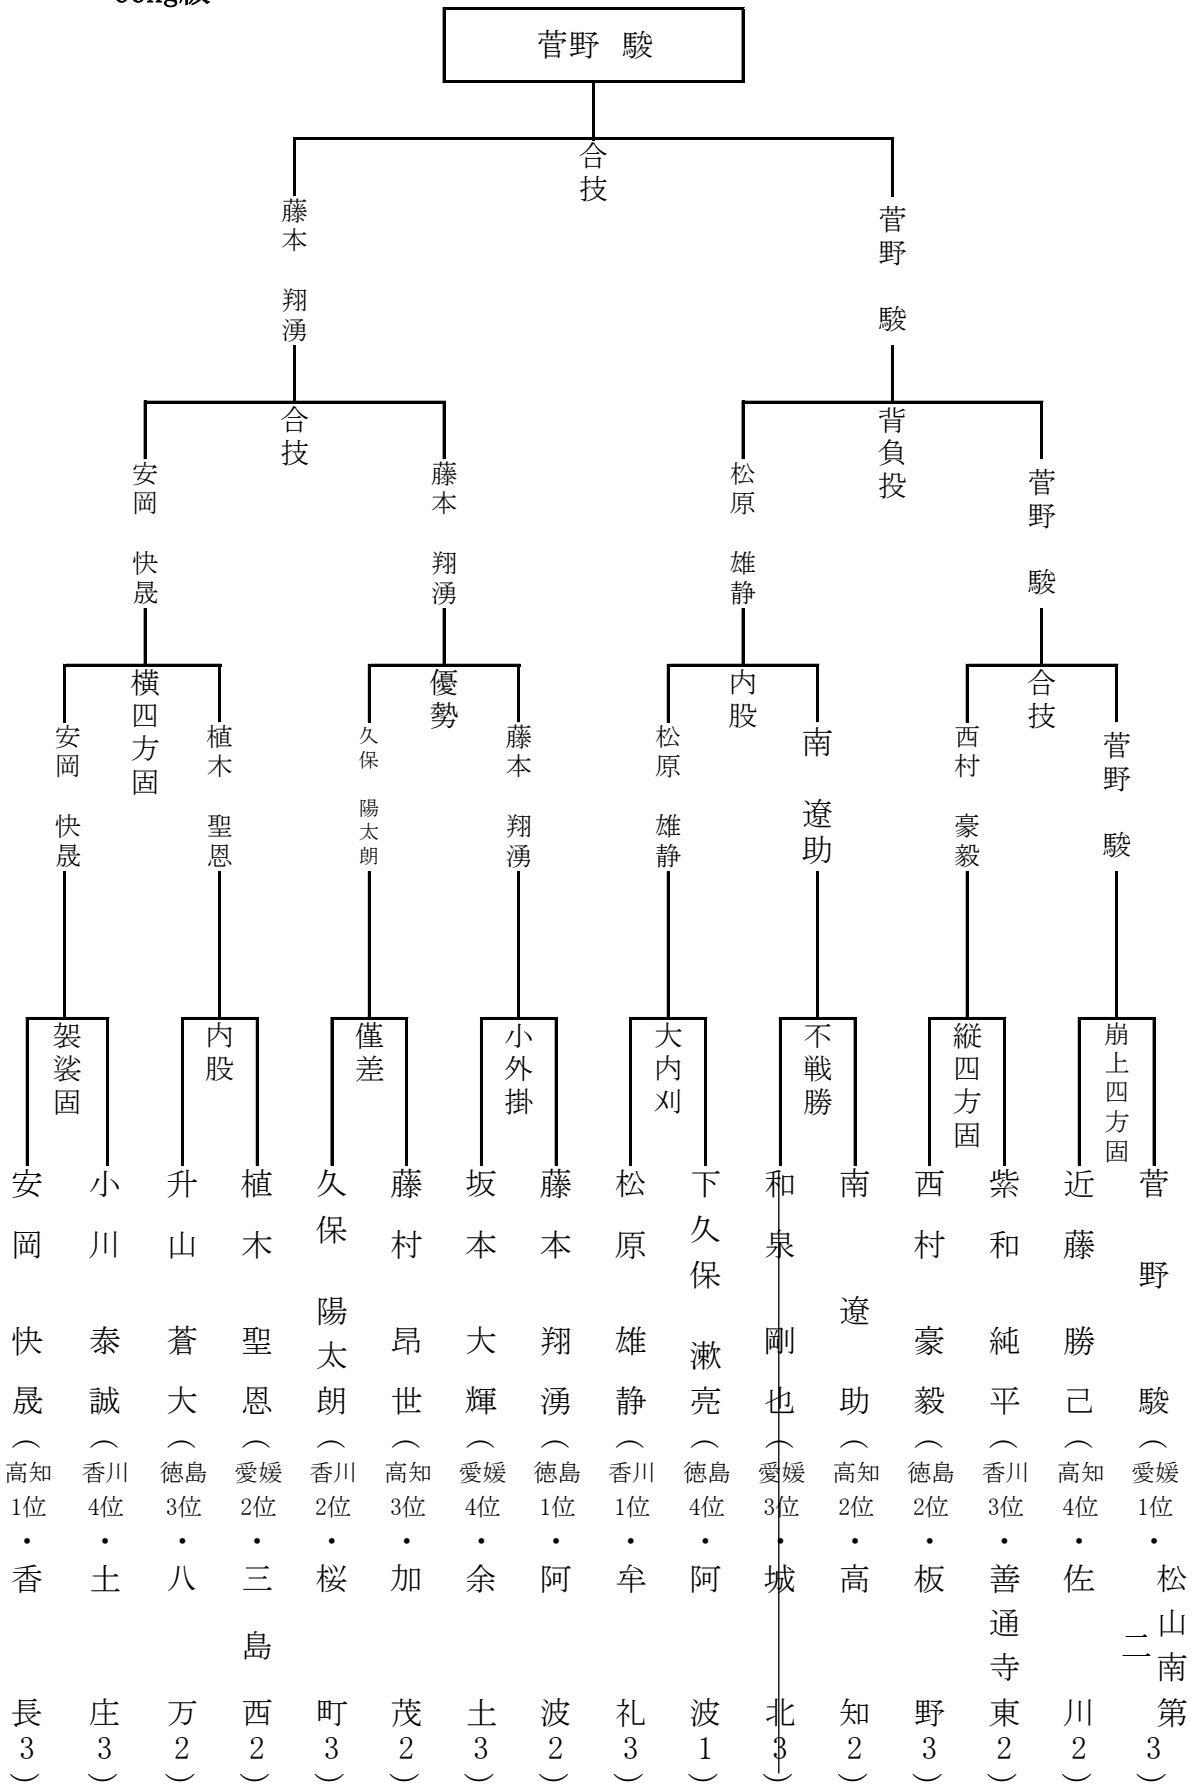 菅野 駿
合技
藤本 翔湧
菅野 駿
合技
背負投
安岡 快晟
藤本 翔湧
松原 雄静
菅野 駿
横四方固
優勢
内股
合技
安岡 快晟
植木 聖恩
久保 陽太朗
藤本 翔湧
松原 雄静
南 遼助
西村 豪毅
菅野 駿
袈裟固
内股
僅差
小外掛
大内刈
不戦勝
縦四方固
崩上四方固
安岡 快晟(高知1位・香長3)
小川 泰誠(香川4位・土庄3)
升山 蒼大(徳島3位・八万2)
植木 聖恩(愛媛2位・三島西2)
久保 陽太朗(香川2位・桜町3)
藤村 昂世(高知3位・加茂2)
坂本 大輝(愛媛4位・余土3)
藤本 翔湧(徳島1位・阿波2)
松原 雄静(香川1位・牟礼3)
下久保 漱亮(徳島4位・阿波1)
和泉 剛也(愛媛3位・城北3)
南 遼助(高知2位・高知2)
西村 豪毅(徳島2位・板野3)
紫和 純平(香川3位・善通寺東2)
近藤 勝己(高知4位・佐川2)
菅野 駿(愛媛1位・松山南第二3)